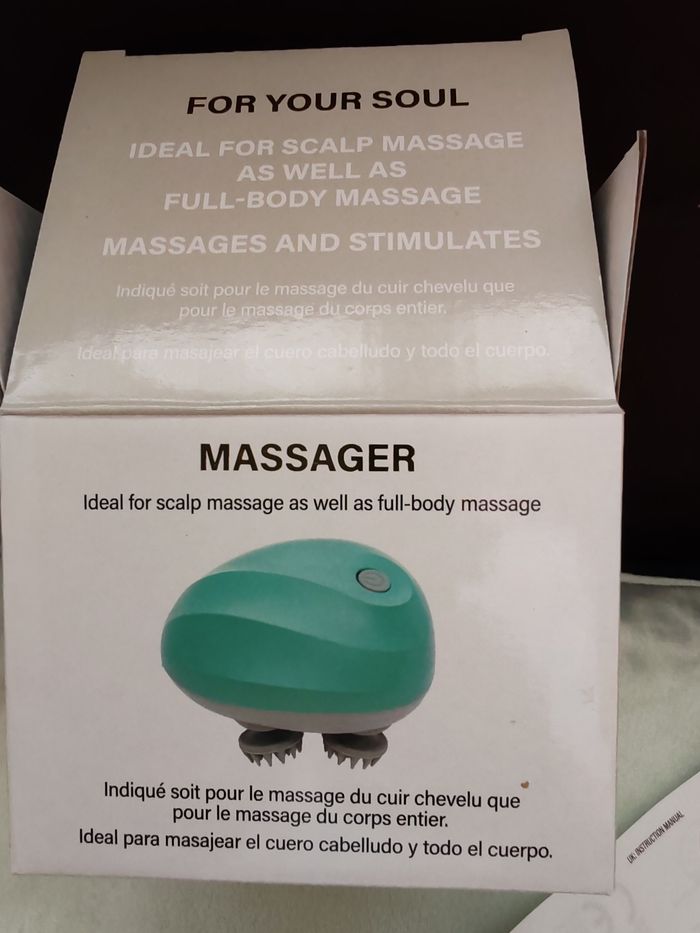 FOR YOUR SOUL
IDEAL FOR SCALP MASSAGE
AS WELL AS
FULL-BODY MASSAGE
MASSAGES AND STIMULATES
Indiqué soit pour le massage du cuir chevelu que
pour le massage du corps entier.
Ideal para masajear el cuero cabelludo y todo el cuerpo.
MASSAGER
Ideal for scalp massage as well as full-body massage
Indiqué soit pour le massage du cuir chevelu que
pour le massage du corps entier.
Ideal para masajear el cuero cabelludo y todo el cuerpo.
UK: INSTRUCTION MANUAL